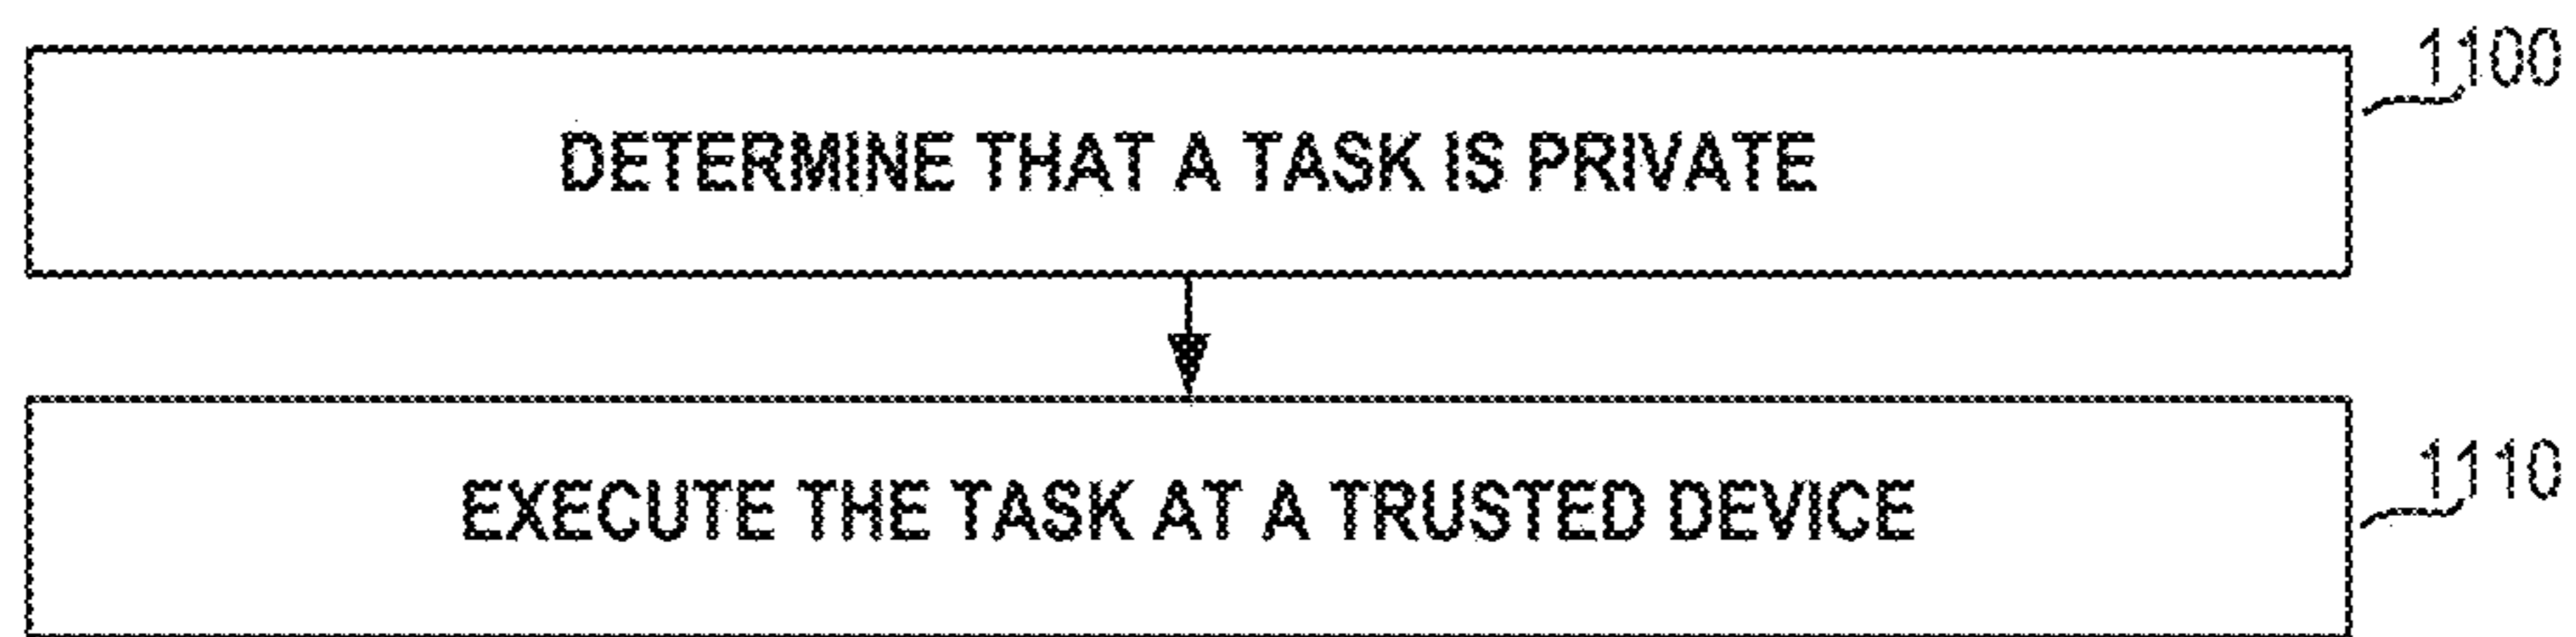 1100
DETERMINE THAT A TASK IS PRIVATE
1110
EXECUTE THE TASK AT A TRUSTED DEVICE